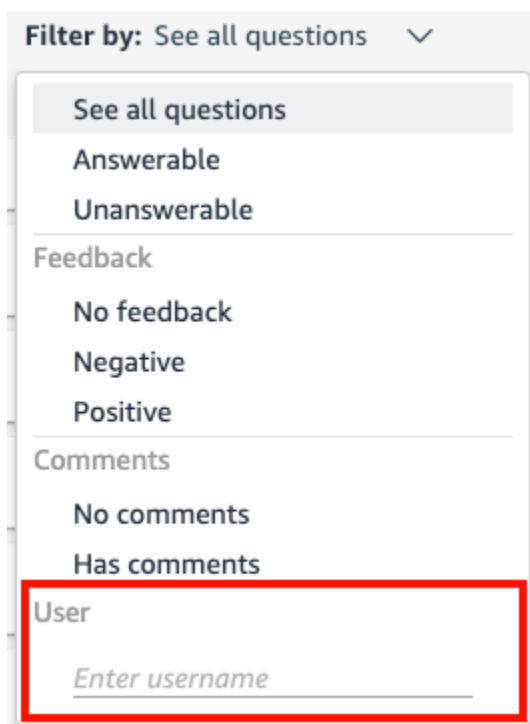 Filter by: See all questions
See all questions
Answerable
Unanswerable
Feedback
No feedback
Negative
Positive
Comments
No comments
Has comments
User
Enter username